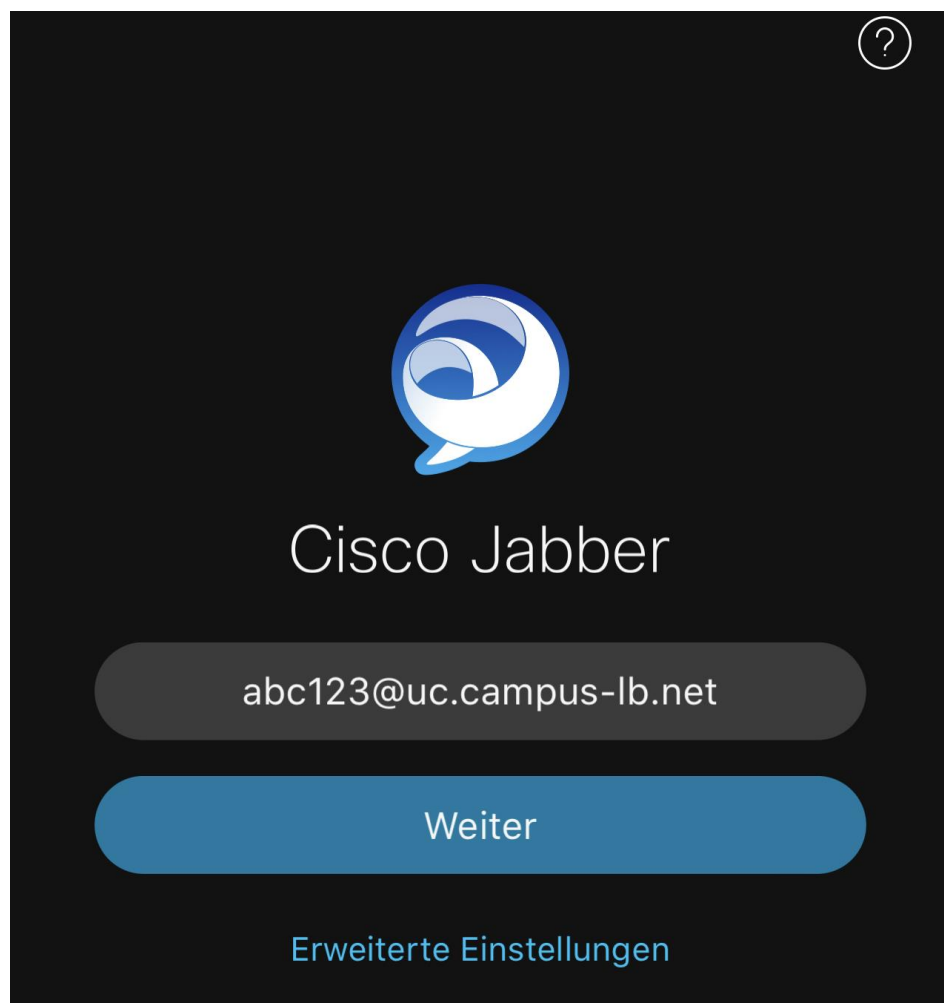 ?
Cisco Jabber
abc123@uc.campus-lb.net
Weiter
Erweiterte Einstellungen